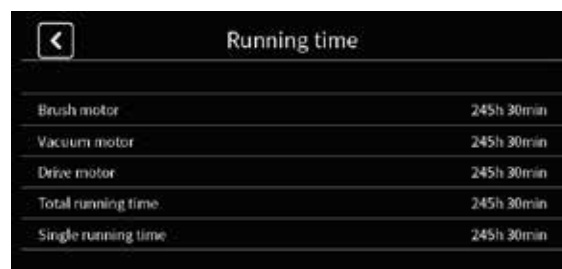 Running time
Brush motor 245h 30min
Vacuum motor 245h 30min
Drive motor 245h 30min
Total running time 245h 30min
Single running time 245h 30min